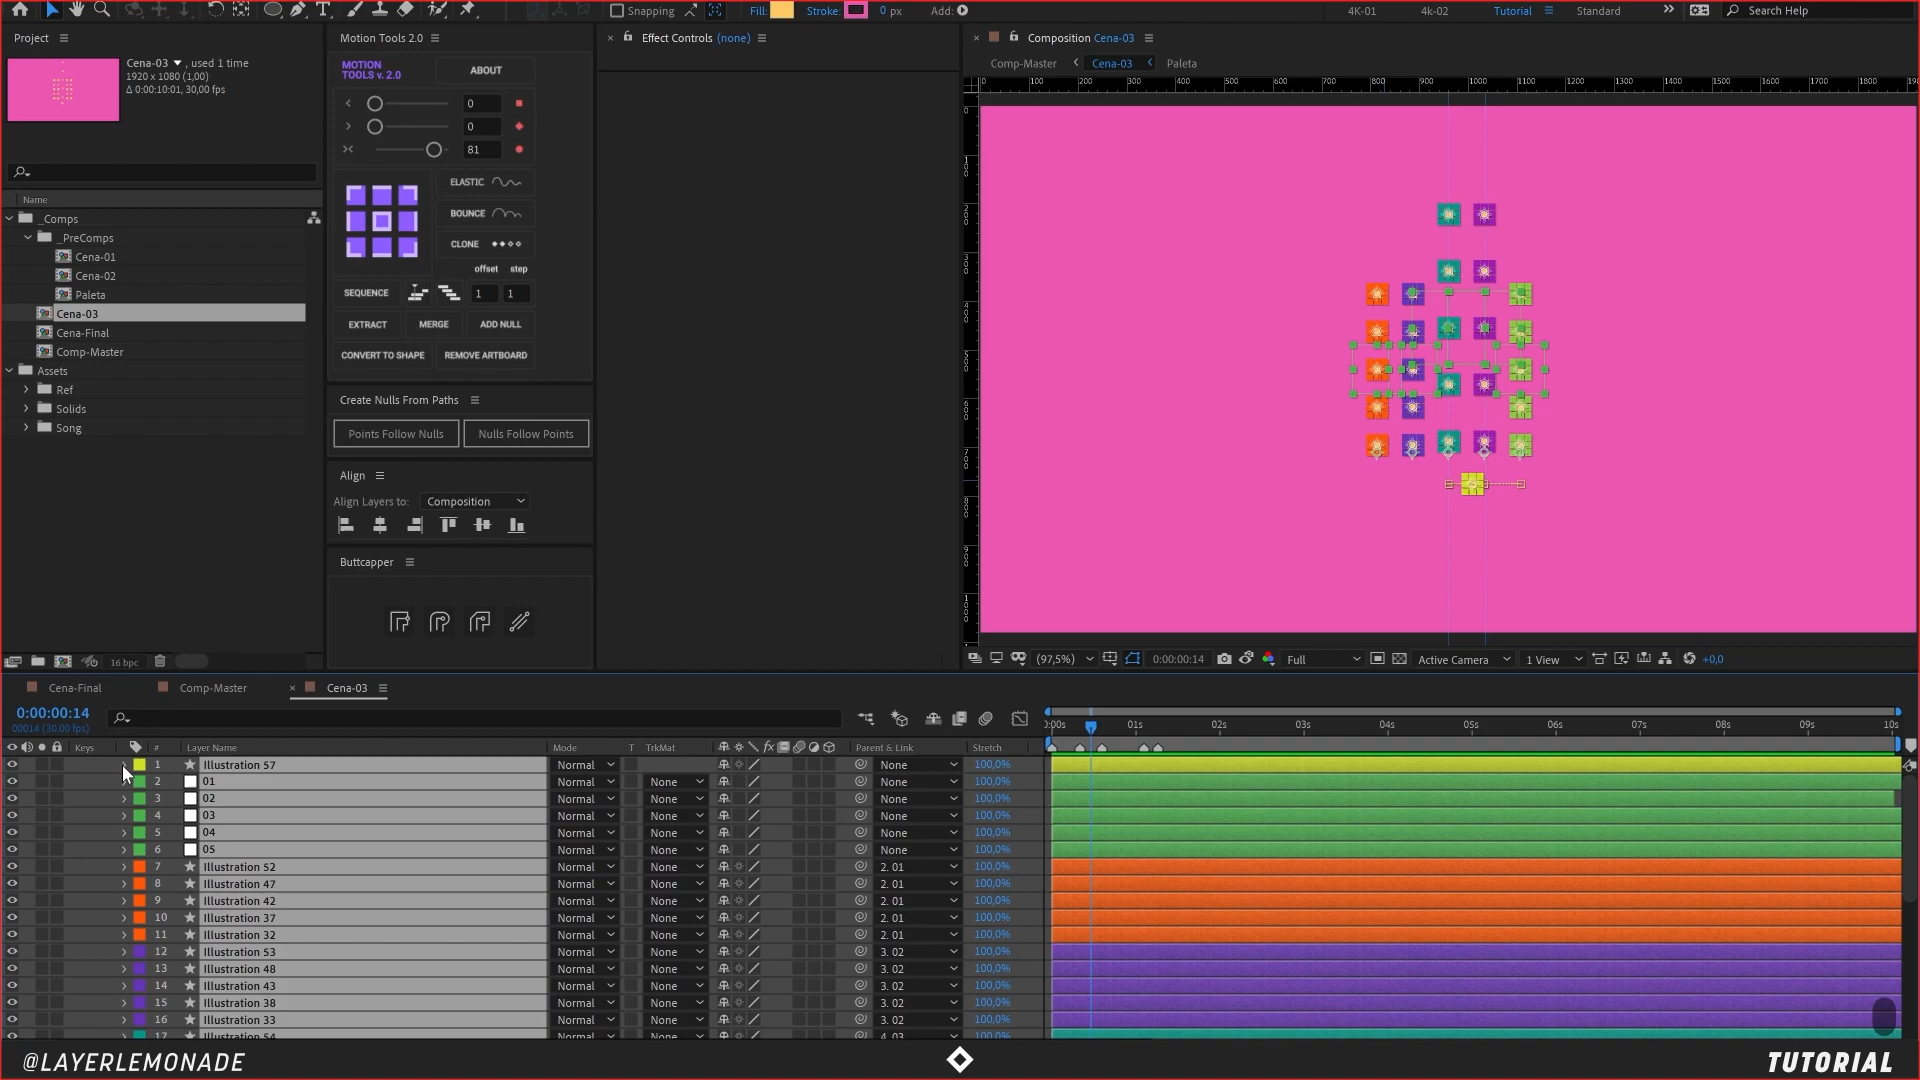 Snapping Fill: Stroke: 0 px Add: 4K-01 4k-02 Tutorial Standard Search Help
Project
Cena-03 , used 1 time
1920 x 1080 (1,00)
Δ 0:00:10:01, 30,00 fps
Name
_Comps
_PreComps
Cena-01
Cena-02
Paleta
Cena-03
Cena-Final
Comp-Master
Assets
Ref
Solids
Song
16 bpc
Motion Tools 2.0
MOTION
TOOLS v. 2.0
ABOUT
0
0
81
ELASTIC
BOUNCE
CLONE
offset step
SEQUENCE 1 1
EXTRACT MERGE ADD NULL
CONVERT TO SHAPE REMOVE ARTBOARD
Create Nulls From Paths
Points Follow Nulls Nulls Follow Points
Align
Align Layers to: Composition
Buttcapper
Effect Controls (none)
Composition Cena-03
Comp-Master Cena-03 Paleta
(97,5%) 0:00:00:14 Full Active Camera 1 View +0,0
Cena-Final Comp-Master Cena-03
0:00:00:14
00014 (30.00 fps)
0:00s 01s 02s 03s 04s 05s 06s 07s 08s 09s 10s
Keys # Layer Name Mode T TrkMat fx Parent & Link Stretch
1 Illustration 57 Normal None 100,0%
2 01 Normal None None 100,0%
3 02 Normal None None 100,0%
4 03 Normal None None 100,0%
5 04 Normal None None 100,0%
6 05 Normal None None 100,0%
7 Illustration 52 Normal None 2. 01 100,0%
8 Illustration 47 Normal None 2. 01 100,0%
9 Illustration 42 Normal None 2. 01 100,0%
10 Illustration 37 Normal None 2. 01 100,0%
11 Illustration 32 Normal None 2. 01 100,0%
12 Illustration 53 Normal None 3. 02 100,0%
13 Illustration 48 Normal None 3. 02 100,0%
14 Illustration 43 Normal None 3. 02 100,0%
15 Illustration 38 Normal None 3. 02 100,0%
16 Illustration 33 Normal None 3. 02 100,0%
17 Illustration 54 Normal None 4. 03 100,0%
@LAYERLEMONADE
TUTORIAL